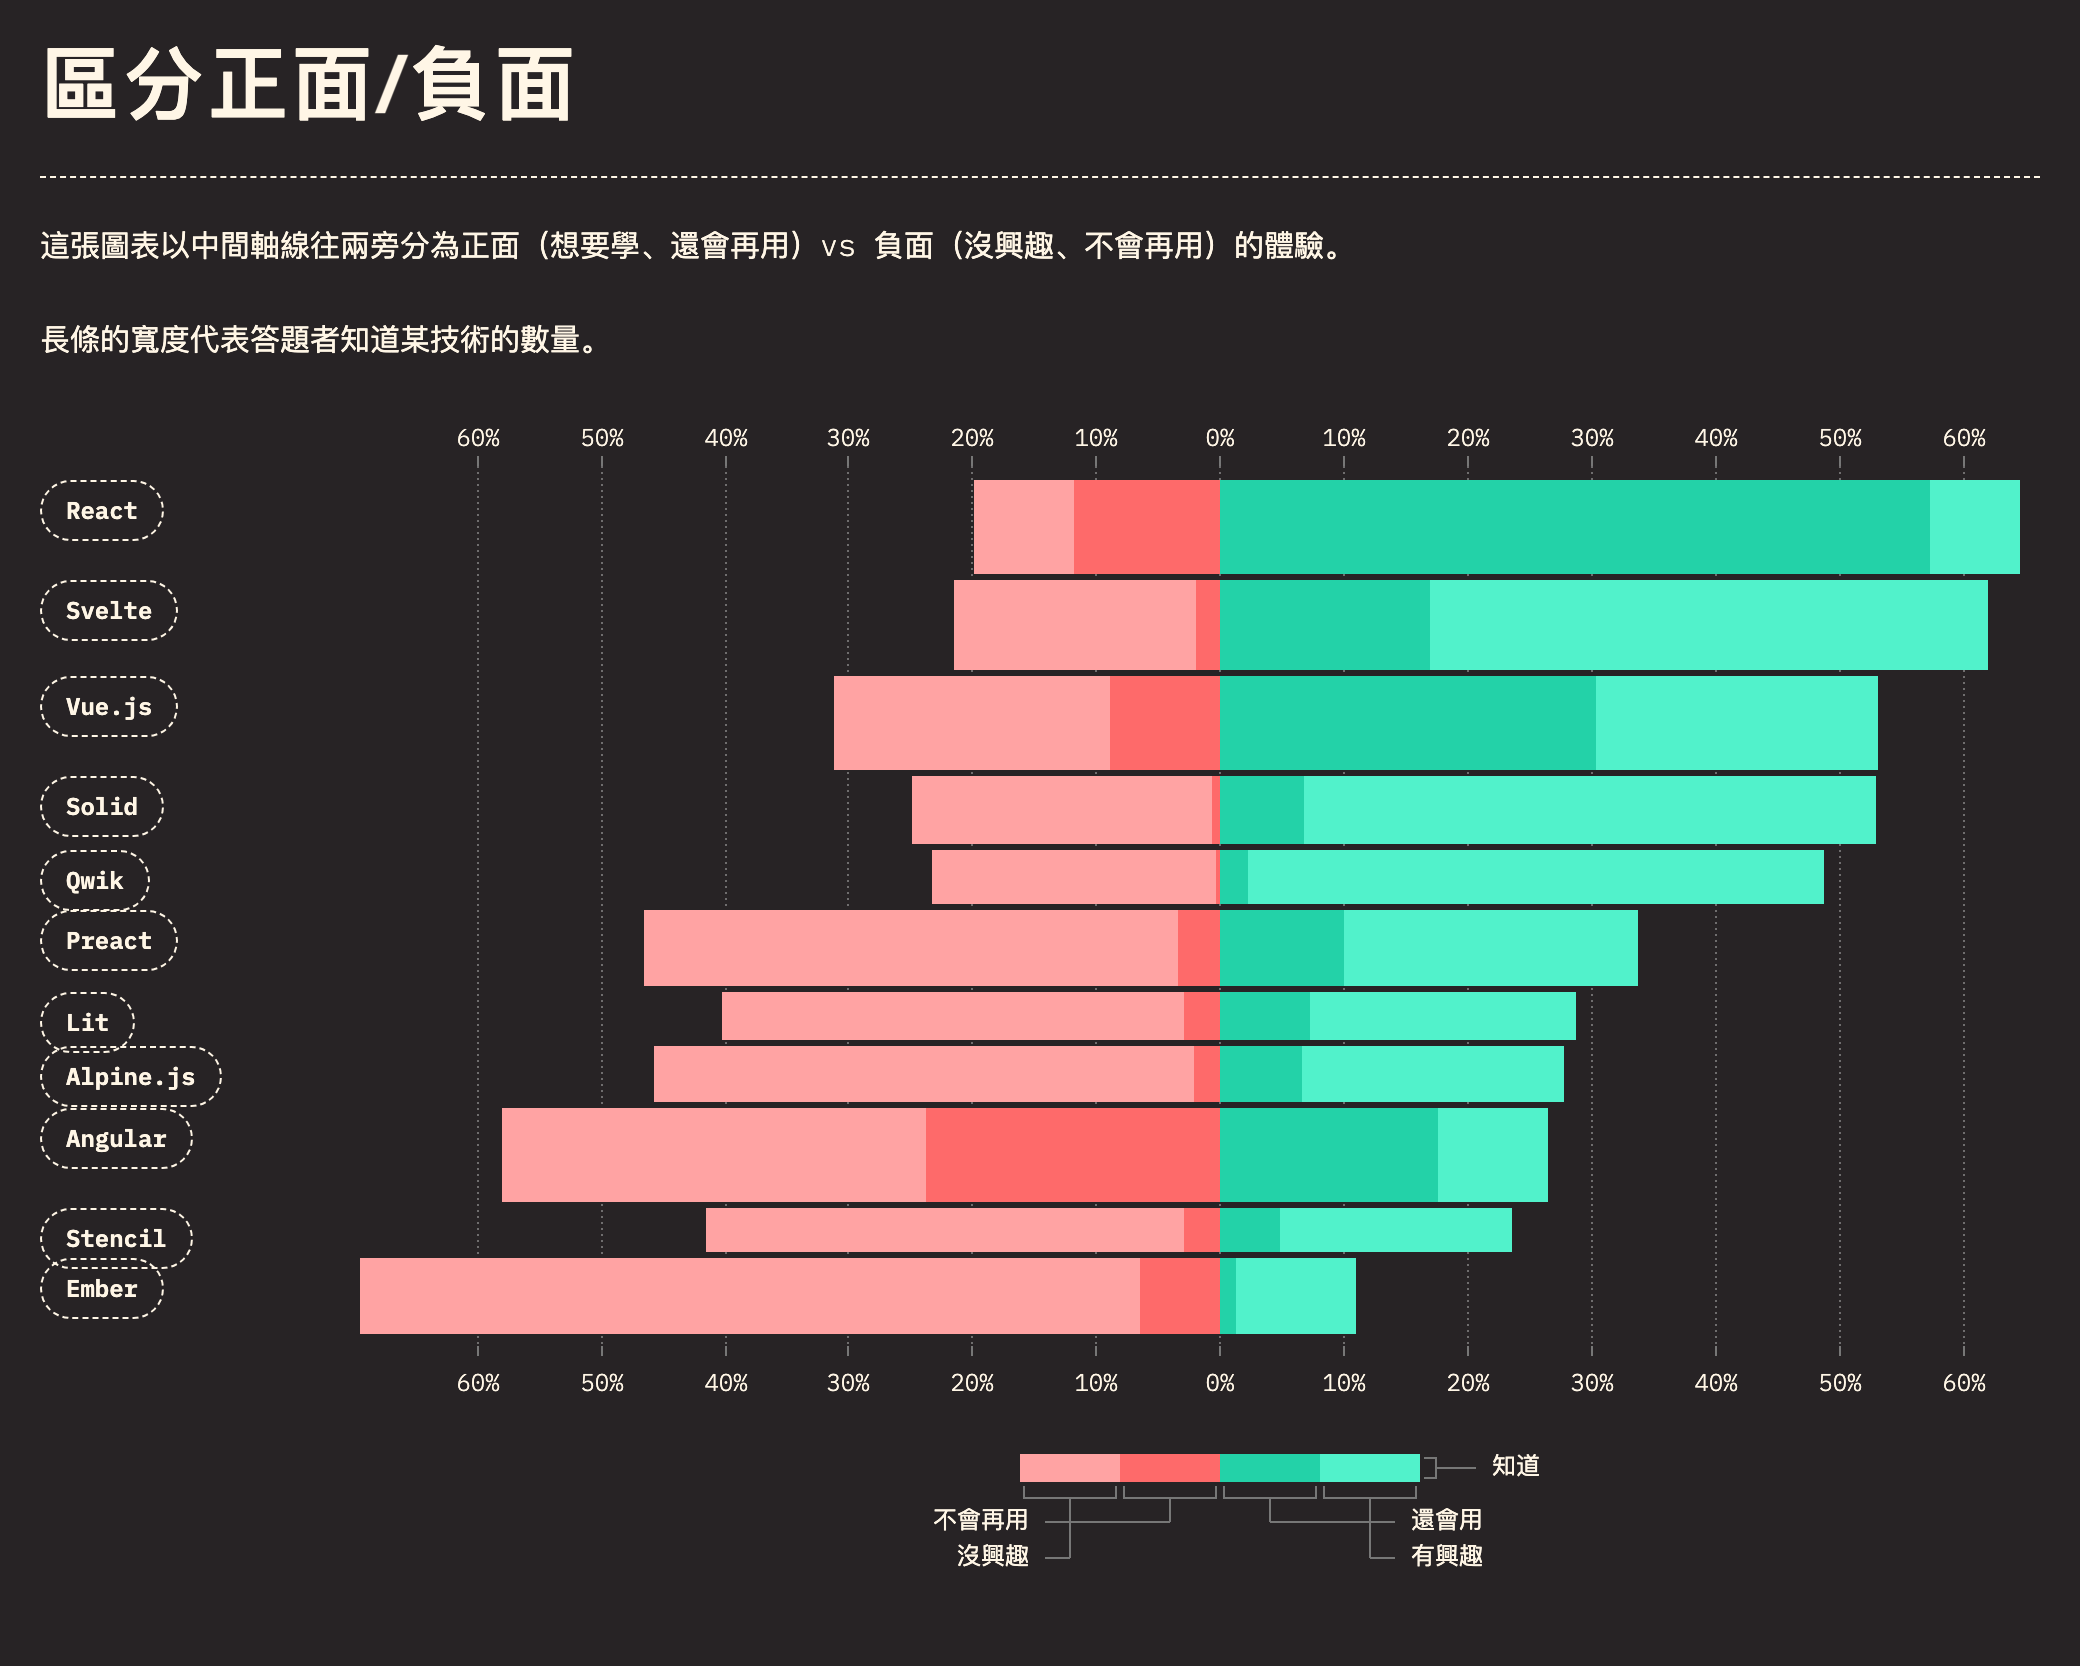 區分正面/負面
這張圖表以中間軸線往兩旁分為正面（想要學、還會再用）vs 負面（沒興趣、不會再用）的體驗。
長條的寬度代表答題者知道某技術的數量。
60% 50% 40% 30% 20% 10% 0% 10% 20% 30% 40% 50% 60%
React
Svelte
Vue.js
Solid
Qwik
Preact
Lit
Alpine.js
Angular
Stencil
Ember
60% 50% 40% 30% 20% 10% 0% 10% 20% 30% 40% 50% 60%
知道
不會再用 還會用
沒興趣 有興趣